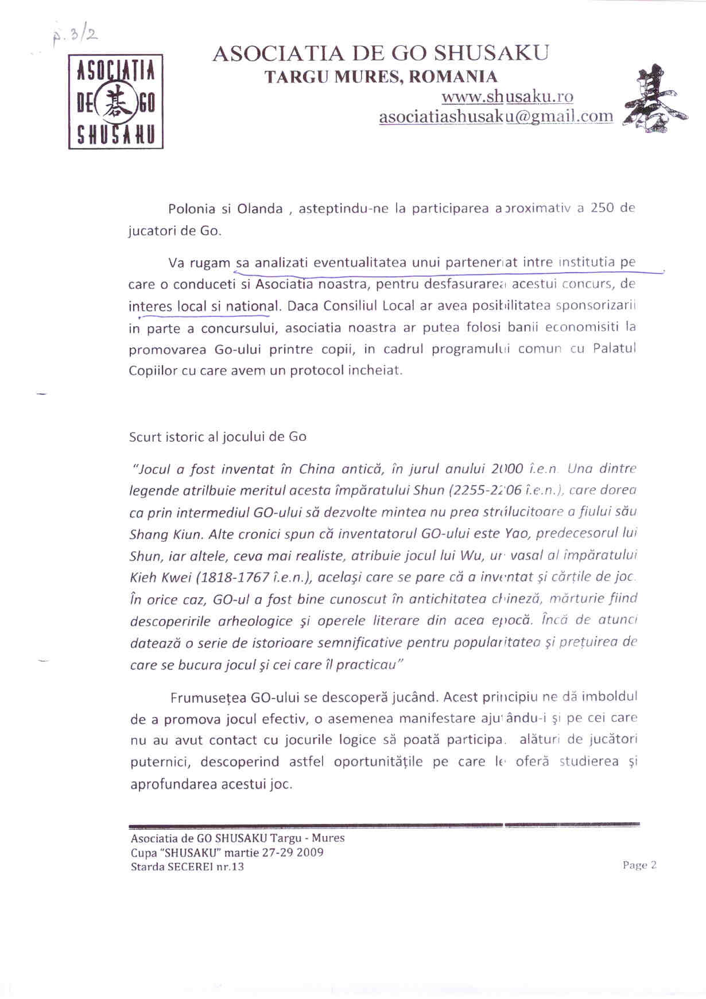 p. 3/2
ASOCIATIA
DE 碁 GO
SHUSAKU
ASOCIATIA DE GO SHUSAKU
TARGU MURES, ROMANIA
www.shusaku.ro
asociatiashusaku@gmail.com
碁
Polonia si Olanda , asteptindu-ne la participarea aproximativ a 250 de
jucatori de Go.
Va rugam sa analizati eventualitatea unui parteneriat intre institutia pe
care o conduceti si Asociatia noastra, pentru desfasurarea acestui concurs, de
interes local si national. Daca Consiliul Local ar avea posibilitatea sponsorizarii
in parte a concursului, asociatia noastra ar putea folosi banii economisiti la
promovarea Go-ului printre copii, in cadrul programului comun cu Palatul
Copiilor cu care avem un protocol incheiat.
Scurt istoric al jocului de Go
"Jocul a fost inventat în China antică, în jurul anului 2000 î.e.n. Una dintre
legende atrilbuie meritul acesta împăratului Shun (2255-2206 î.e.n.), care dorea
ca prin intermediul GO-ului să dezvolte mintea nu prea strălucitoare a fiului său
Shang Kiun. Alte cronici spun că inventatorul GO-ului este Yao, predecesorul lui
Shun, iar altele, ceva mai realiste, atribuie jocul lui Wu, un vasal al împăratului
Kieh Kwei (1818-1767 î.e.n.), acelaşi care se pare că a inventat şi cărţile de joc.
În orice caz, GO-ul a fost bine cunoscut în antichitatea chineză, mărturie fiind
descoperirile arheologice şi operele literare din acea epocă. Încă de atunci
datează o serie de istorioare semnificative pentru popularitatea şi preţuirea de
care se bucura jocul şi cei care îl practicau"
Frumuseţea GO-ului se descoperă jucând. Acest principiu ne dă imboldul
de a promova jocul efectiv, o asemenea manifestare ajutându-i şi pe cei care
nu au avut contact cu jocurile logice să poată participa. alături de jucători
puternici, descoperind astfel oportunităţile pe care le oferă studierea şi
aprofundarea acestui joc.
Asociatia de GO SHUSAKU Targu - Mures
Cupa "SHUSAKU" martie 27-29 2009
Starda SECEREI nr.13
Page 2